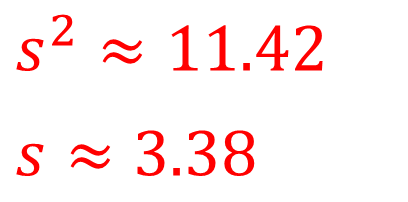 s² ≈ 11.42
s ≈ 3.38